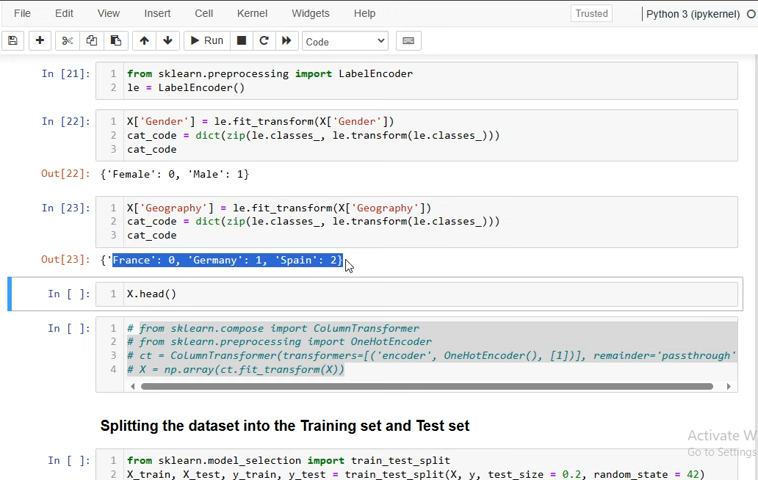 File Edit View Insert Cell Kernel Widgets Help Trusted Python 3 (ipykernel)
Run Code
In [21]: 1 from sklearn.preprocessing import LabelEncoder
2 le = LabelEncoder()
In [22]: 1 X['Gender'] = le.fit_transform(X['Gender'])
2 cat_code = dict(zip(le.classes_, le.transform(le.classes_)))
3 cat_code
Out[22]: {'Female': 0, 'Male': 1}
In [23]: 1 X['Geography'] = le.fit_transform(X['Geography'])
2 cat_code = dict(zip(le.classes_, le.transform(le.classes_)))
3 cat_code
Out[23]: {'France': 0, 'Germany': 1, 'Spain': 2}
In [ ]: 1 X.head()
In [ ]: 1 # from sklearn.compose import ColumnTransformer
2 # from sklearn.preprocessing import OneHotEncoder
3 # ct = ColumnTransformer(transformers=[('encoder', OneHotEncoder(), [1])], remainder='passthrough'
4 # X = np.array(ct.fit_transform(X))
Splitting the dataset into the Training set and Test set
Activate W
Go to Settings
In [ ]: 1 from sklearn.model_selection import train_test_split
2 X_train, X_test, y_train, y_test = train_test_split(X, y, test_size = 0.2, random_state = 42)